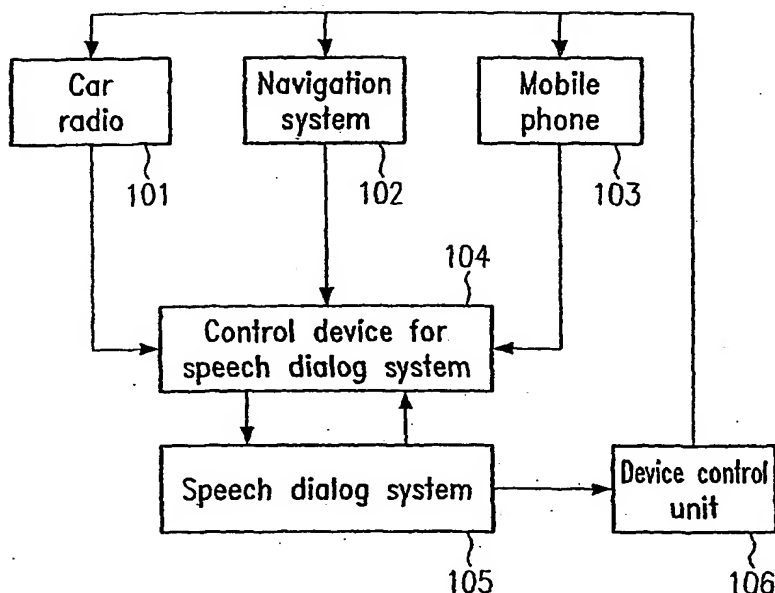 Car
radio
101
Navigation
system
102
Mobile
phone
103
104
Control device for
speech dialog system
Speech dialog system
105
Device control
unit
106